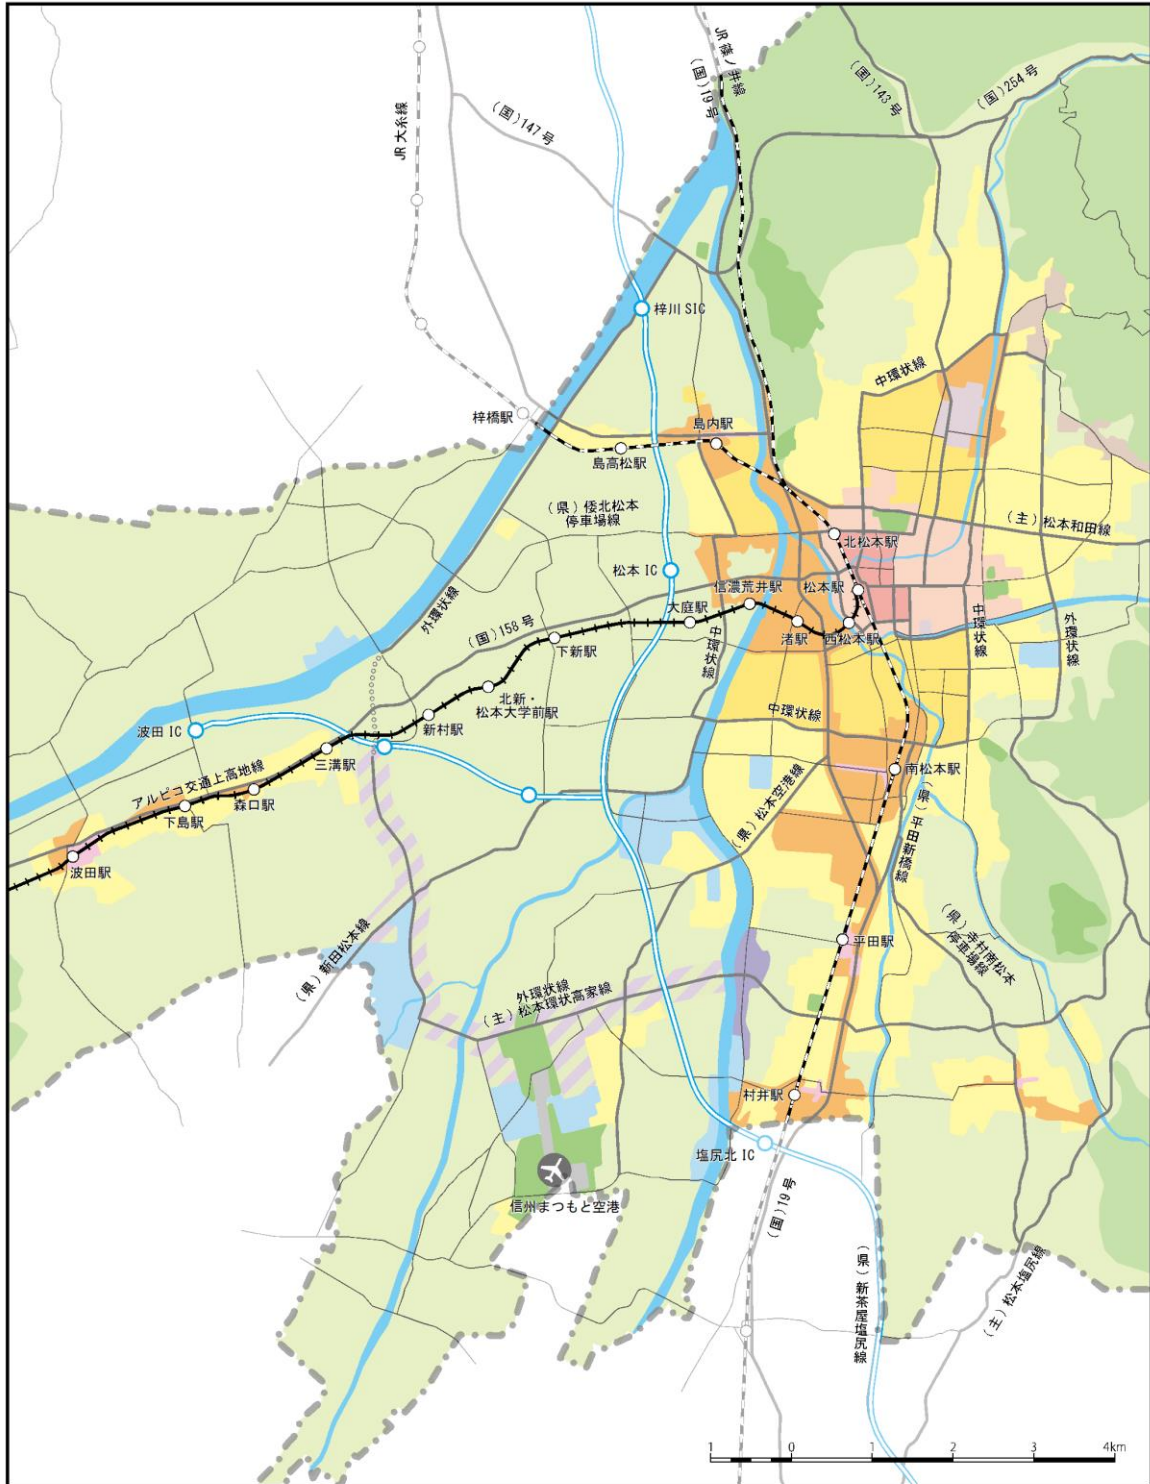 JR篠ノ井線
(国)19号
(国)143号
(国)254号
JR大糸線
(国)147号
梓川 SIC
中環状線
梓橋駅
島内駅
島高松駅
(県)倭北松本
停車場線
(主)松本和田線
北松本駅
松本 IC
信濃荒井駅
松本駅
大庭駅
外環状線
(国)158号
渚駅
西松本駅
中環状線
中環状線
外環状線
下新駅
北新・
松本大学前駅
中環状線
新村駅
波田 IC
三溝駅
南松本駅
アルピコ交通上高地線
森口駅
下島駅
(県)松本空港線
(県)平田新橋線
波田駅
平田駅
(県)寺村南松本
停車場線
(県)新田松本線
外環状線
(主)松本環状高家線
村井駅
塩尻北 IC
信州まつもと空港
(国)19号
(県)新茶屋塩尻線
(主)松本塩尻線
1 0 1 2 3 4km